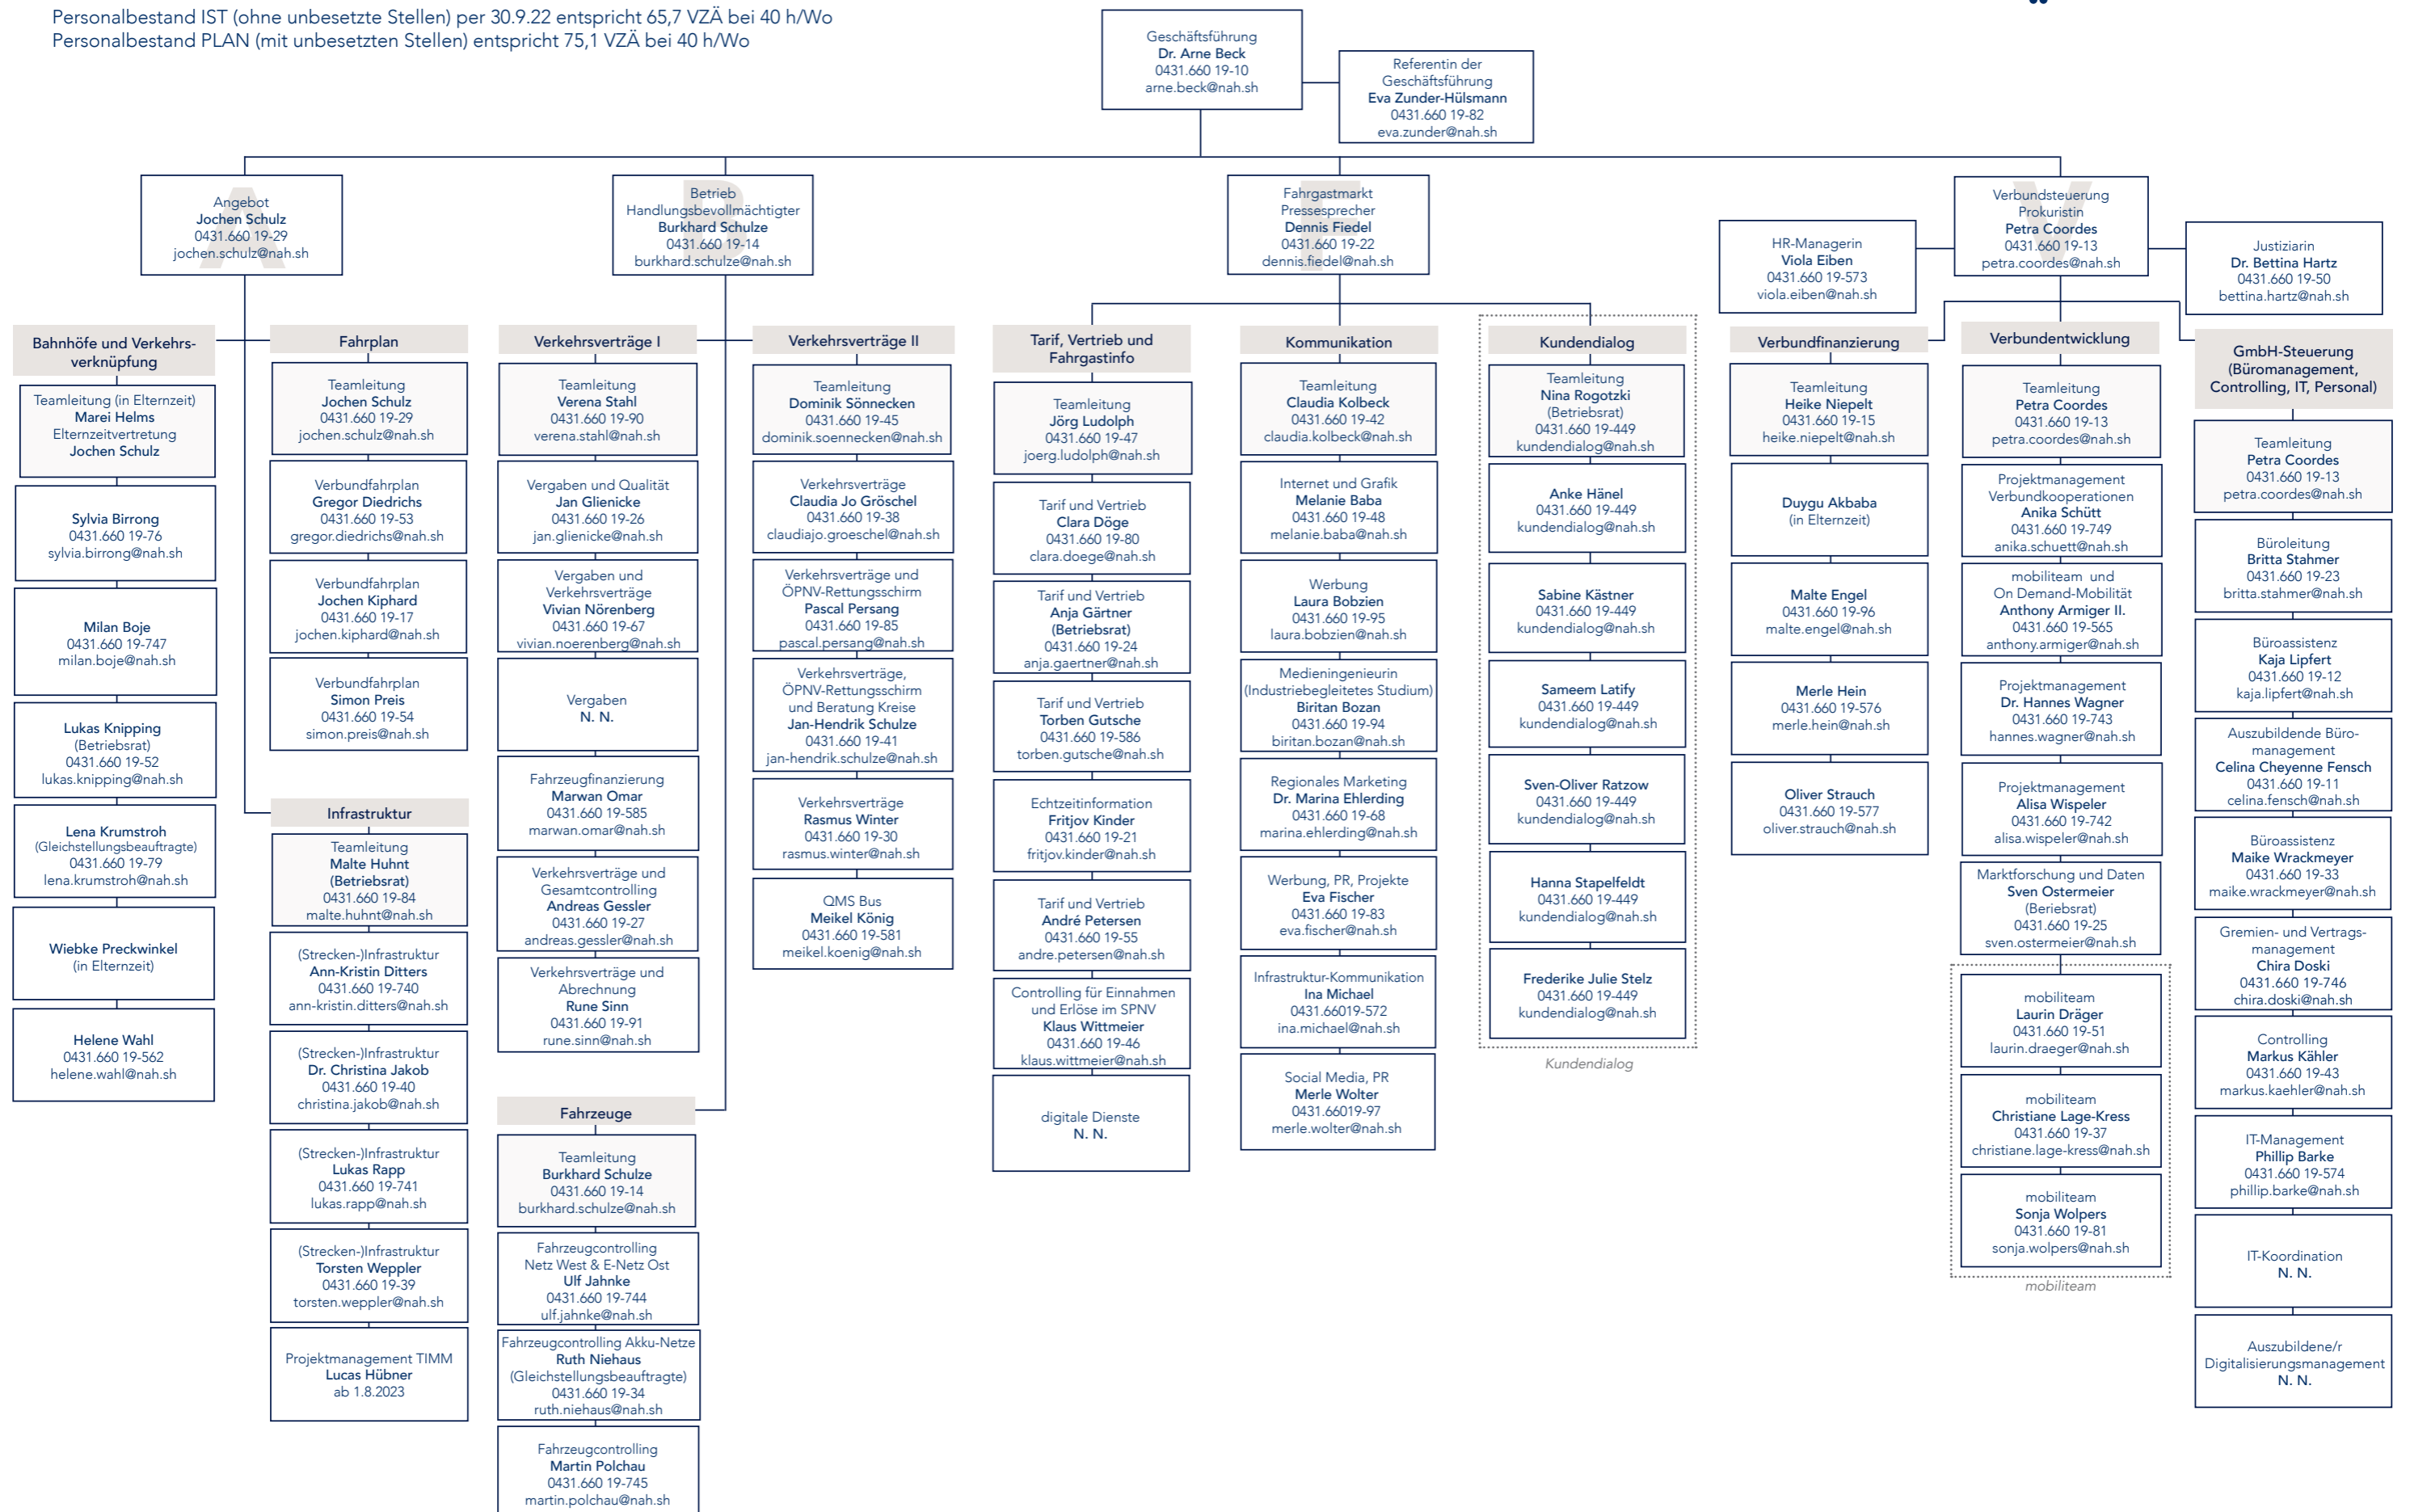 Personalbestand IST (ohne unbesetzte Stellen) per 30.9.22 entspricht 65,7 VZÄ bei 40 h/Wo
Personalbestand PLAN (mit unbesetzten Stellen) entspricht 75,1 VZÄ bei 40 h/Wo
Geschäftsführung
Dr. Arne Beck
0431.660 19-10
arne.beck@nah.sh
Referentin der
Geschäftsführung
Eva Zunder-Hülsmann
0431.660 19-82
eva.zunder@nah.sh
A
Angebot
Jochen Schulz
0431.660 19-29
jochen.schulz@nah.sh
B
Betrieb
Handlungsbevollmächtigter
Burkhard Schulze
0431.660 19-14
burkhard.schulze@nah.sh
F
Fahrgastmarkt
Pressesprecher
Dennis Fiedel
0431.660 19-22
dennis.fiedel@nah.sh
HR-Managerin
Viola Eiben
0431.660 19-573
viola.eiben@nah.sh
V
Verbundsteuerung
Prokuristin
Petra Coordes
0431.660 19-13
petra.coordes@nah.sh
Justiziarin
Dr. Bettina Hartz
0431.660 19-50
bettina.hartz@nah.sh
Bahnhöfe und Verkehrs-
verknüpfung
Teamleitung (in Elternzeit)
Marei Helms
Elternzeitvertretung
Jochen Schulz
Sylvia Birrong
0431.660 19-76
sylvia.birrong@nah.sh
Milan Boje
0431.660 19-747
milan.boje@nah.sh
Lukas Knipping
(Betriebsrat)
0431.660 19-52
lukas.knipping@nah.sh
Lena Krumstroh
(Gleichstellungsbeauftragte)
0431.660 19-79
lena.krumstroh@nah.sh
Wiebke Preckwinkel
(in Elternzeit)
Helene Wahl
0431.660 19-562
helene.wahl@nah.sh
Fahrplan
Teamleitung
Jochen Schulz
0431.660 19-29
jochen.schulz@nah.sh
Verbundfahrplan
Gregor Diedrichs
0431.660 19-53
gregor.diedrichs@nah.sh
Verbundfahrplan
Jochen Kiphard
0431.660 19-17
jochen.kiphard@nah.sh
Verbundfahrplan
Simon Preis
0431.660 19-54
simon.preis@nah.sh
Infrastruktur
Teamleitung
Malte Huhnt
(Betriebsrat)
0431.660 19-84
malte.huhnt@nah.sh
(Strecken-)Infrastruktur
Ann-Kristin Ditters
0431.660 19-740
ann-kristin.ditters@nah.sh
(Strecken-)Infrastruktur
Dr. Christina Jakob
0431.660 19-40
christina.jakob@nah.sh
(Strecken-)Infrastruktur
Lukas Rapp
0431.660 19-741
lukas.rapp@nah.sh
(Strecken-)Infrastruktur
Torsten Weppler
0431.660 19-39
torsten.weppler@nah.sh
Projektmanagement TIMM
Lucas Hübner
ab 1.8.2023
Verkehrsverträge I
Teamleitung
Verena Stahl
0431.660 19-90
verena.stahl@nah.sh
Vergaben und Qualität
Jan Glienicke
0431.660 19-26
jan.glienicke@nah.sh
Vergaben und
Verkehrsverträge
Vivian Nörenberg
0431.660 19-67
vivian.noerenberg@nah.sh
Vergaben
N. N.
Fahrzeugfinanzierung
Marwan Omar
0431.660 19-585
marwan.omar@nah.sh
Verkehrsverträge und
Gesamtcontrolling
Andreas Gessler
0431.660 19-27
andreas.gessler@nah.sh
Verkehrsverträge und
Abrechnung
Rune Sinn
0431.660 19-91
rune.sinn@nah.sh
Fahrzeuge
Teamleitung
Burkhard Schulze
0431.660 19-14
burkhard.schulze@nah.sh
Fahrzeugcontrolling
Netz West & E-Netz Ost
Ulf Jahnke
0431.660 19-744
ulf.jahnke@nah.sh
Fahrzeugcontrolling Akku-Netze
Ruth Niehaus
(Gleichstellungsbeauftragte)
0431.660 19-34
ruth.niehaus@nah.sh
Fahrzeugcontrolling
Martin Polchau
0431.660 19-745
martin.polchau@nah.sh
Verkehrsverträge II
Teamleitung
Dominik Sönnecken
0431.660 19-45
dominik.soennecken@nah.sh
Verkehrsverträge
Claudia Jo Gröschel
0431.660 19-38
claudiajo.groeschel@nah.sh
Verkehrsverträge und
ÖPNV-Rettungsschirm
Pascal Persang
0431.660 19-85
pascal.persang@nah.sh
Verkehrsverträge,
ÖPNV-Rettungsschirm
und Beratung Kreise
Jan-Hendrik Schulze
0431.660 19-41
jan-hendrik.schulze@nah.sh
Verkehrsverträge
Rasmus Winter
0431.660 19-30
rasmus.winter@nah.sh
QMS Bus
Meikel König
0431.660 19-581
meikel.koenig@nah.sh
Tarif, Vertrieb und
Fahrgastinfo
Teamleitung
Jörg Ludolph
0431.660 19-47
joerg.ludolph@nah.sh
Tarif und Vertrieb
Clara Döge
0431.660 19-80
clara.doege@nah.sh
Tarif und Vertrieb
Anja Gärtner
(Betriebsrat)
0431.660 19-24
anja.gaertner@nah.sh
Tarif und Vertrieb
Torben Gutsche
0431.660 19-586
torben.gutsche@nah.sh
Echtzeitinformation
Fritjov Kinder
0431.660 19-21
fritjov.kinder@nah.sh
Tarif und Vertrieb
André Petersen
0431.660 19-55
andre.petersen@nah.sh
Controlling für Einnahmen
und Erlöse im SPNV
Klaus Wittmeier
0431.660 19-46
klaus.wittmeier@nah.sh
digitale Dienste
N. N.
Kommunikation
Teamleitung
Claudia Kolbeck
0431.660 19-42
claudia.kolbeck@nah.sh
Internet und Grafik
Melanie Baba
0431.660 19-48
melanie.baba@nah.sh
Werbung
Laura Bobzien
0431.660 19-95
laura.bobzien@nah.sh
Medieningenieurin
(Industriebegleitetes Studium)
Biritan Bozan
0431.660 19-94
biritan.bozan@nah.sh
Regionales Marketing
Dr. Marina Ehlerding
0431.660 19-68
marina.ehlerding@nah.sh
Werbung, PR, Projekte
Eva Fischer
0431.660 19-83
eva.fischer@nah.sh
Infrastruktur-Kommunikation
Ina Michael
0431.66019-572
ina.michael@nah.sh
Social Media, PR
Merle Wolter
0431.66019-97
merle.wolter@nah.sh
Kundendialog
Teamleitung
Nina Rogotzki
(Betriebsrat)
0431.660 19-449
kundendialog@nah.sh
Anke Hänel
0431.660 19-449
kundendialog@nah.sh
Sabine Kästner
0431.660 19-449
kundendialog@nah.sh
Sameem Latify
0431.660 19-449
kundendialog@nah.sh
Sven-Oliver Ratzow
0431.660 19-449
kundendialog@nah.sh
Hanna Stapelfeldt
0431.660 19-449
kundendialog@nah.sh
Frederike Julie Stelz
0431.660 19-449
kundendialog@nah.sh
Kundendialog
Verbundfinanzierung
Teamleitung
Heike Niepelt
0431.660 19-15
heike.niepelt@nah.sh
Duygu Akbaba
(in Elternzeit)
Malte Engel
0431.660 19-96
malte.engel@nah.sh
Merle Hein
0431.660 19-576
merle.hein@nah.sh
Oliver Strauch
0431.660 19-577
oliver.strauch@nah.sh
Verbundentwicklung
Teamleitung
Petra Coordes
0431.660 19-13
petra.coordes@nah.sh
Projektmanagement
Verbundkooperationen
Anika Schütt
0431.660 19-749
anika.schuett@nah.sh
mobiliteam und
On Demand-Mobilität
Anthony Armiger II.
0431.660 19-565
anthony.armiger@nah.sh
Projektmanagement
Dr. Hannes Wagner
0431.660 19-743
hannes.wagner@nah.sh
Projektmanagement
Alisa Wispeler
0431.660 19-742
alisa.wispeler@nah.sh
Marktforschung und Daten
Sven Ostermeier
(Beriebsrat)
0431.660 19-25
sven.ostermeier@nah.sh
mobiliteam
Laurin Dräger
0431.660 19-51
laurin.draeger@nah.sh
mobiliteam
Christiane Lage-Kress
0431.660 19-37
christiane.lage-kress@nah.sh
mobiliteam
Sonja Wolpers
0431.660 19-81
sonja.wolpers@nah.sh
mobiliteam
GmbH-Steuerung
(Büromanagement,
Controlling, IT, Personal)
Teamleitung
Petra Coordes
0431.660 19-13
petra.coordes@nah.sh
Büroleitung
Britta Stahmer
0431.660 19-23
britta.stahmer@nah.sh
Büroassistenz
Kaja Lipfert
0431.660 19-12
kaja.lipfert@nah.sh
Auszubildende Büro-
management
Celina Cheyenne Fensch
0431.660 19-11
celina.fensch@nah.sh
Büroassistenz
Maike Wrackmeyer
0431.660 19-33
maike.wrackmeyer@nah.sh
Gremien- und Vertrags-
management
Chira Doski
0431.660 19-746
chira.doski@nah.sh
Controlling
Markus Kähler
0431.660 19-43
markus.kaehler@nah.sh
IT-Management
Phillip Barke
0431.660 19-574
phillip.barke@nah.sh
IT-Koordination
N. N.
Auszubildene/r
Digitalisierungsmanagement
N. N.